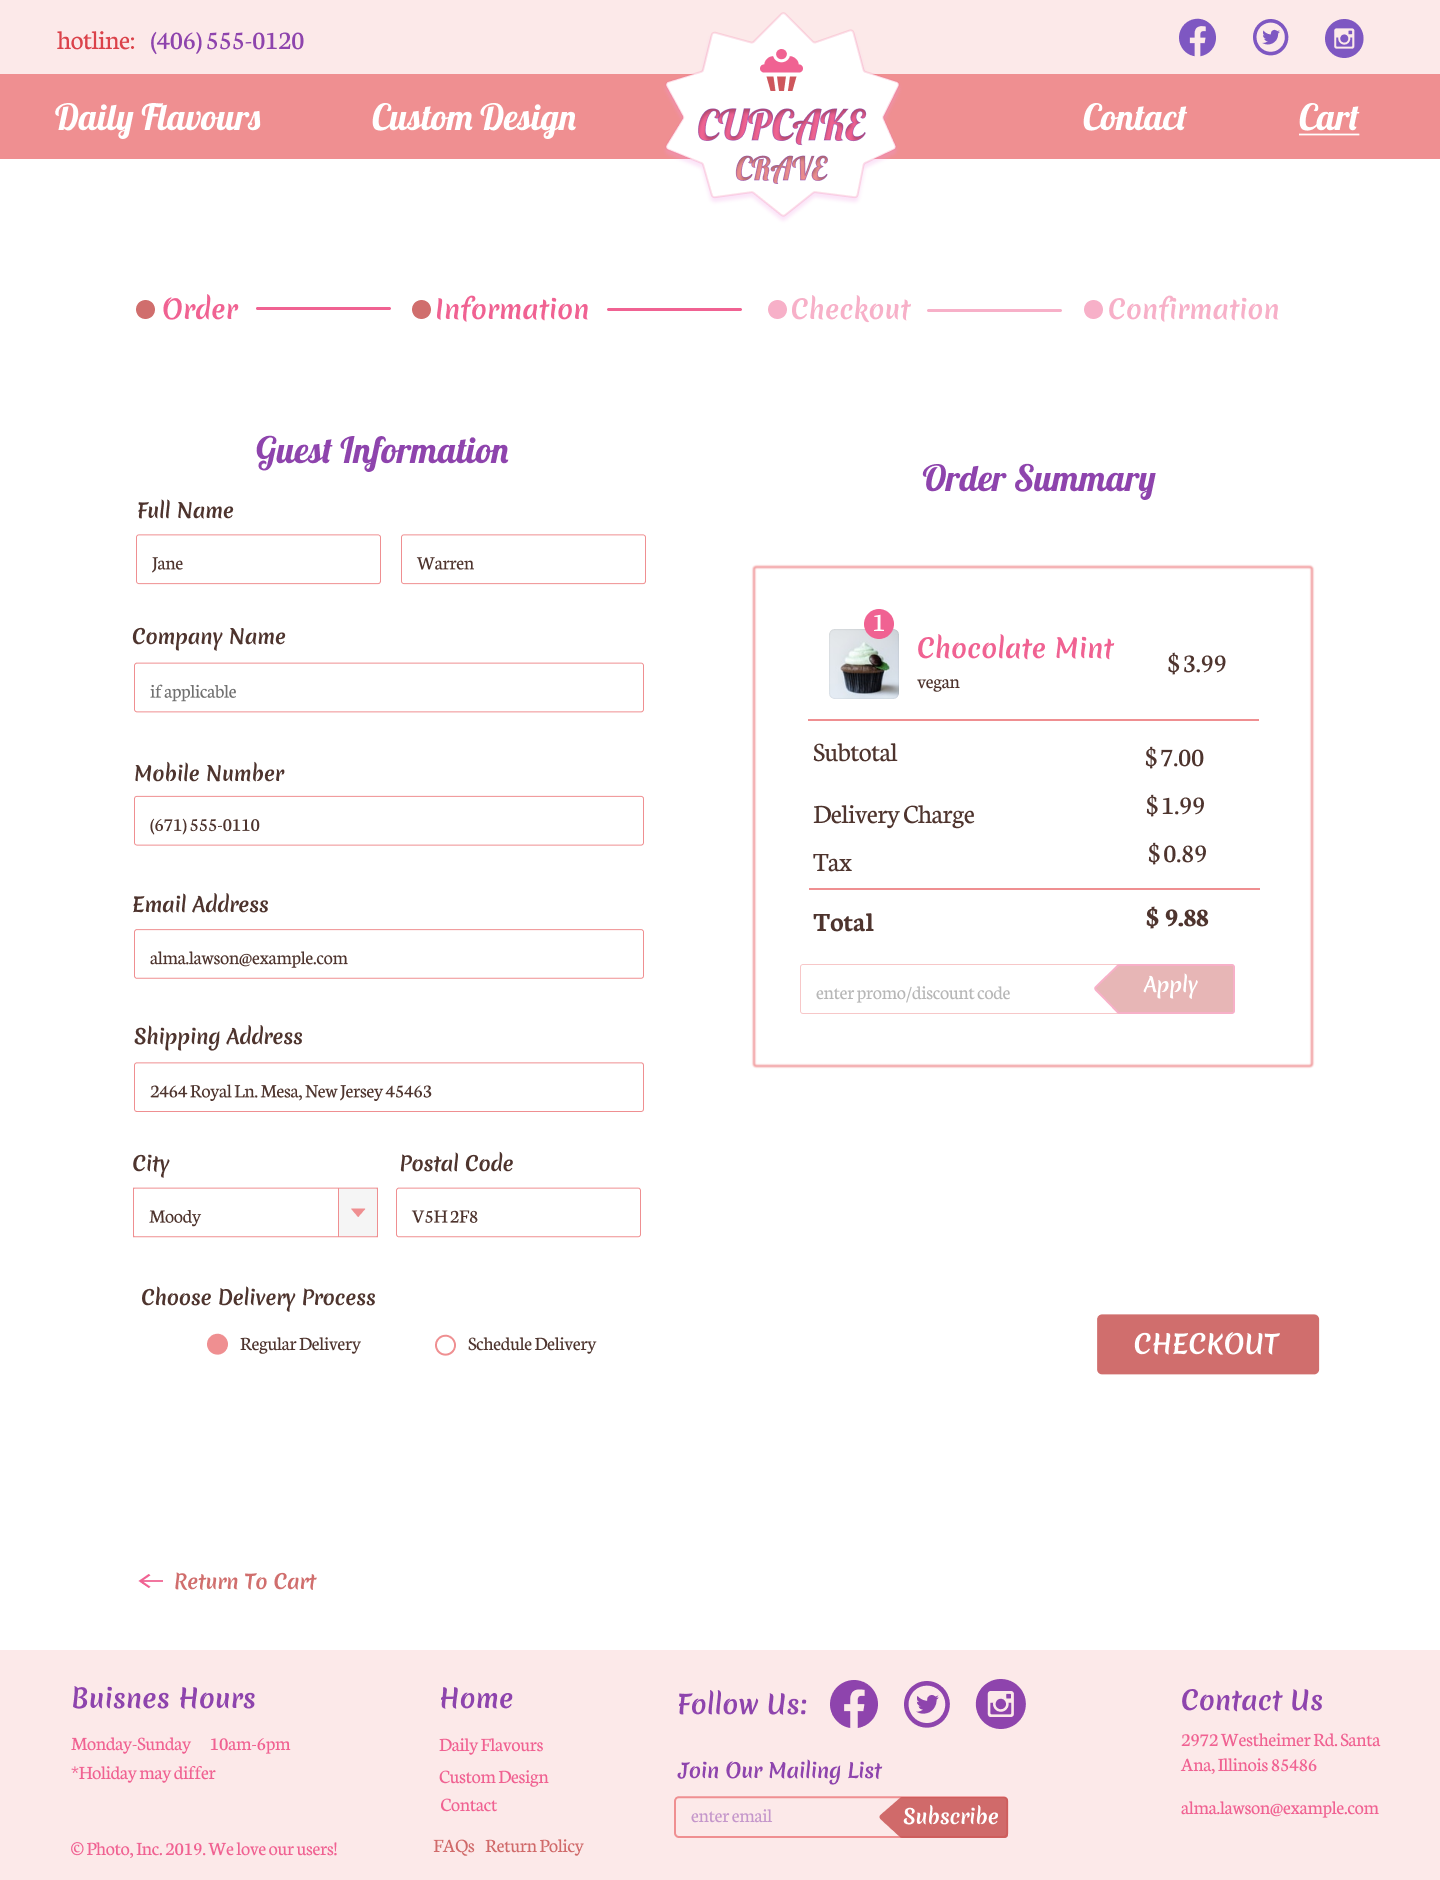 hotline: (406) 555-0120
Daily Flavours Custom Design Contact Cart
CUPCAKE
CRAVE
Order Information Checkout Confirmation
Guest Information
Full Name
Jane Warren
Company Name
if applicable
Mobile Number
(671) 555-0110
Email Address
alma.lawson@example.com
Shipping Address
2464 Royal Ln. Mesa, New Jersey 45463
City Postal Code
Moody V5H 2F8
Choose Delivery Process
Regular Delivery Schedule Delivery
Order Summary
1
Chocolate Mint $ 3.99
vegan
Subtotal $ 7.00
Delivery Charge $ 1.99
Tax $ 0.89
Total $ 9.88
enter promo/discount code Apply
CHECKOUT
Return To Cart
Buisnes Hours
Monday-Sunday 10am-6pm
*Holiday may differ
© Photo, Inc. 2019. We love our users!
Home
Daily Flavours
Custom Design
Contact
FAQs Return Policy
Follow Us:
Join Our Mailing List
enter email Subscribe
Contact Us
2972 Westheimer Rd. Santa
Ana, Illinois 85486
alma.lawson@example.com